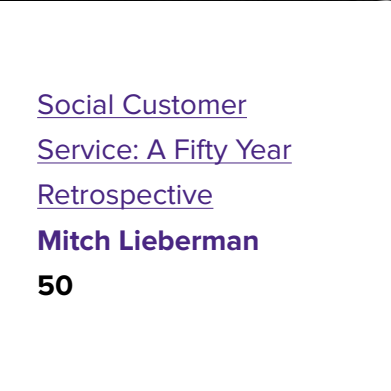 Social Customer
Service: A Fifty Year
Retrospective
Mitch Lieberman
50